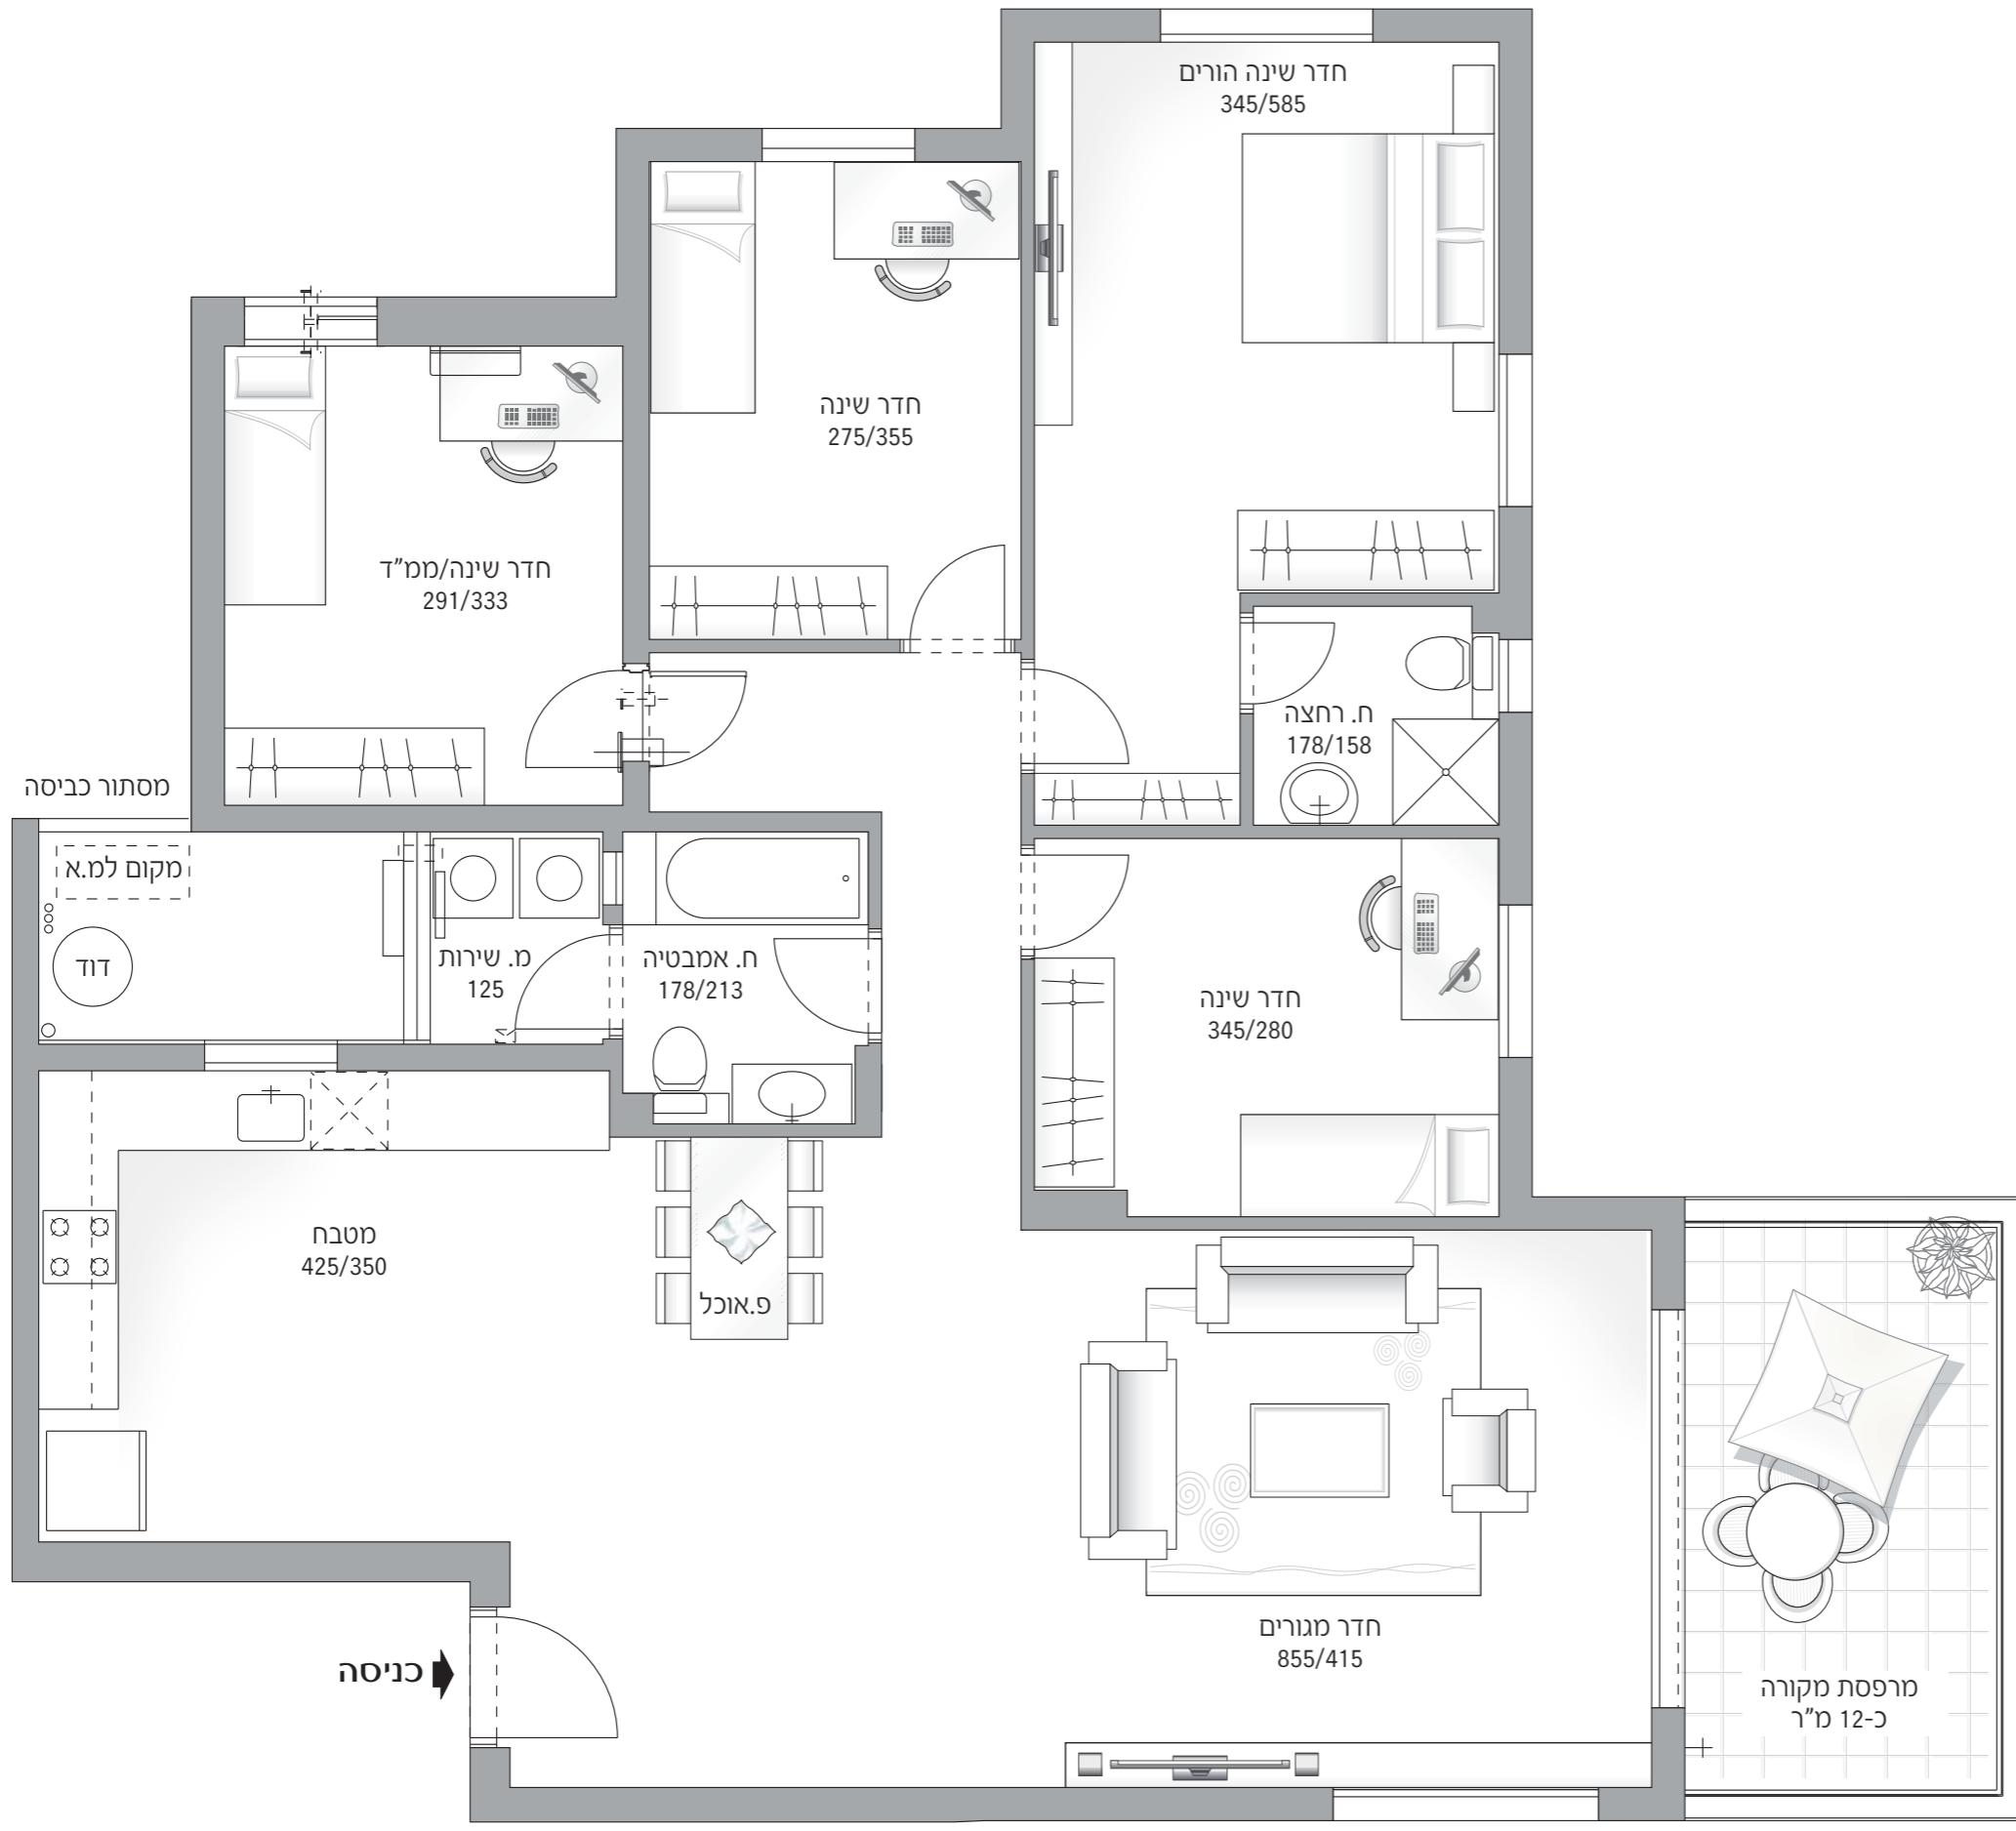 חדר שינה הורים
345/585
חדר שינה
275/355
חדר שינה/ממ"ד
291/333
ח. רחצה
178/158
מסתור כביסה
מקום למ.א
דוד
מ. שירות
125
ח. אמבטיה
178/213
חדר שינה
345/280
מטבח
425/350
פ.אוכל
חדר מגורים
855/415
כניסה
מרפסת מקורה
כ-12 מ"ר